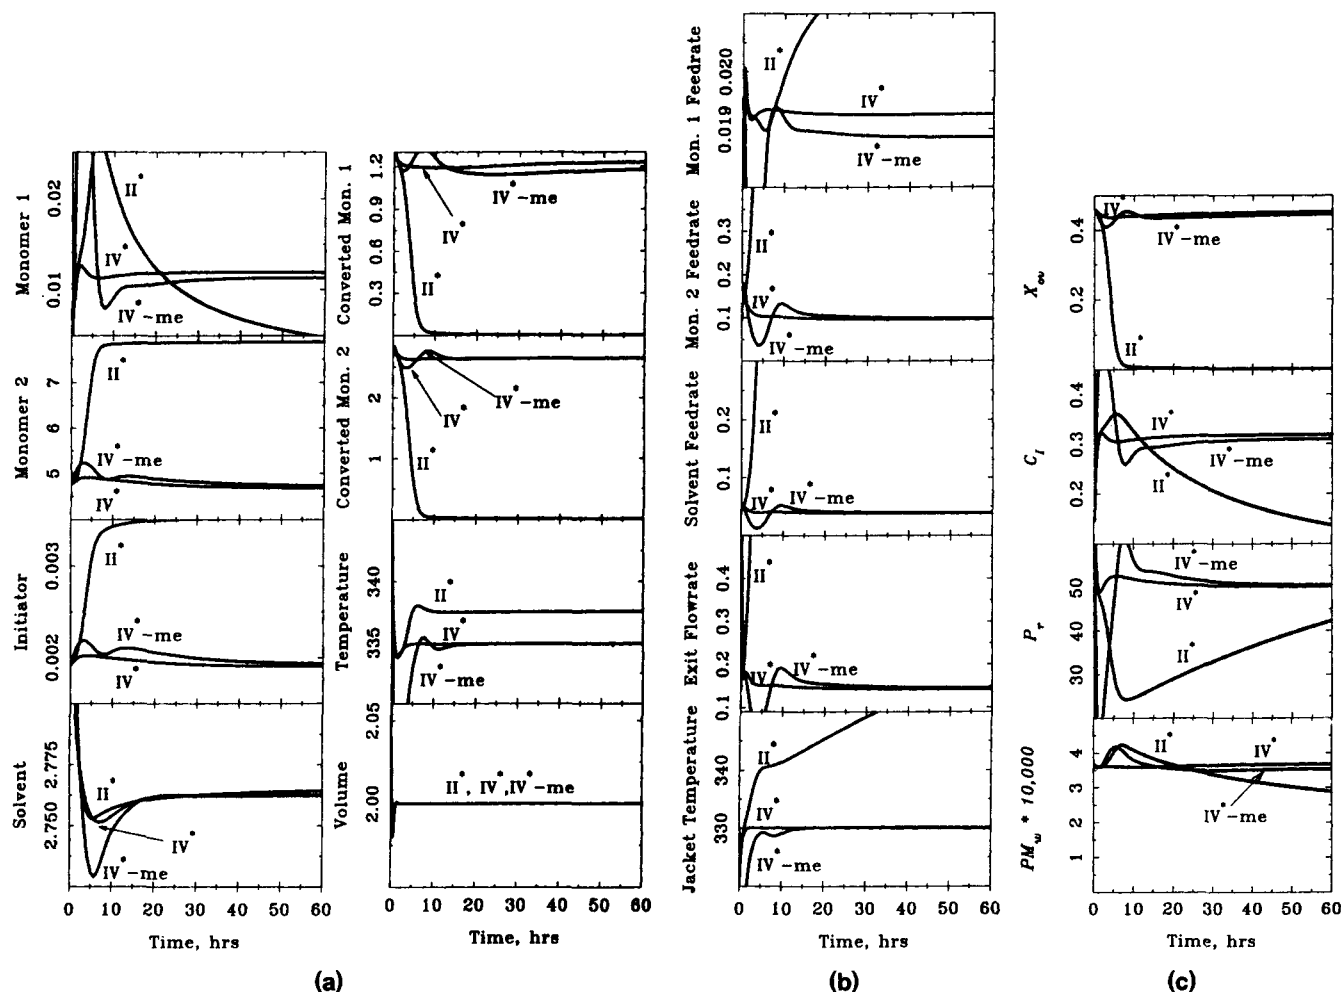 Monomer 1
0.01 0.02
II*
IV*
IV*-me
Monomer 2
5 6 7
II*
IV*-me
IV*
Initiator
0.002 0.003
II*
IV*-me
IV*
Solvent
2.750 2.775
II*
IV*
IV*-me
0 10 20 30 40 50 60
Time, hrs
Converted Mon. 1
0.3 0.6 0.9 1.2
IV*-me
IV*
II*
Converted Mon. 2
1 2
IV*-me
IV*
II*
Temperature
335 340
II*
IV*
IV*-me
Volume
2.00 2.05
II*, IV*, IV*-me
0 10 20 30 40 50 60
Time, hrs
(a)
Mon. 1 Feedrate
0.019 0.020
II*
IV*
IV*-me
Mon. 2 Feedrate
0.1 0.2 0.3
II*
IV*
IV*-me
Solvent Feedrate
0.1 0.2
II*
IV*
IV*-me
Exit Flowrate
0.1 0.2 0.3 0.4
II*
IV*
IV*-me
Jacket Temperature
330 340
II*
IV*
IV*-me
0 10 20 30 40 50 60
Time, hrs
(b)
X
0.2 0.4
IV*
IV*-me
II*
C_I
0.2 0.3 0.4
IV*
IV*-me
II*
P_r
30 40 50
IV*-me
IV*
II*
PM_w * 10,000
1 2 3 4
II*
IV*
IV*-me
0 10 20 30 40 50 60
Time, hrs
(c)